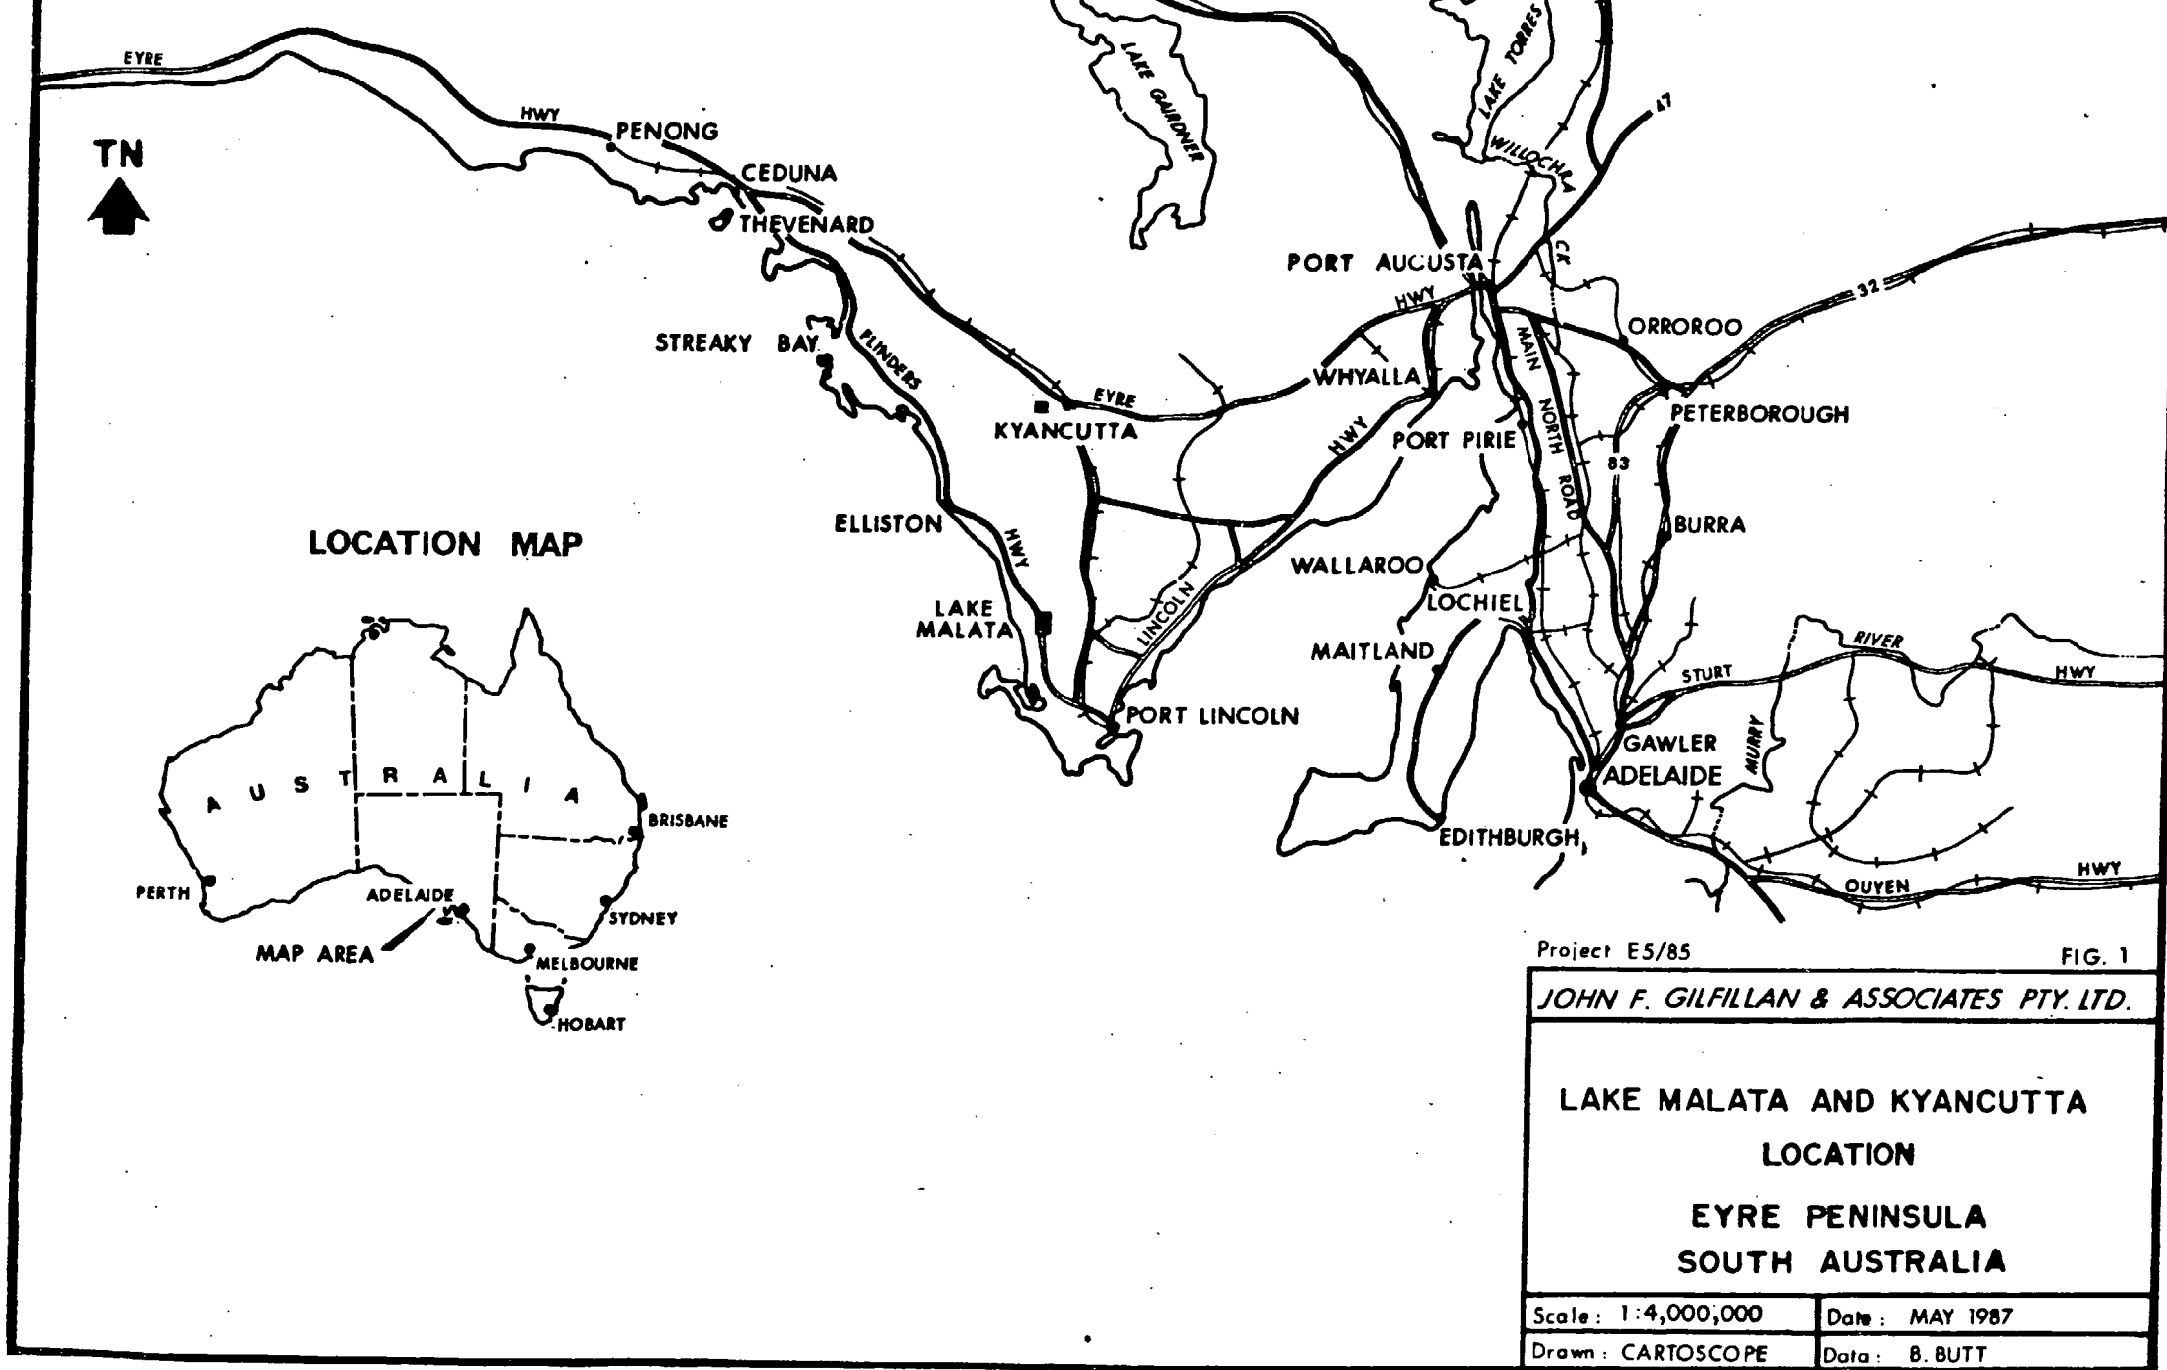 EYRE
HWY
PENONG
CEDUNA
THEVENARD
TN
LAKE GAIRDNER
LAKE TORRES
WILLOCHRA
CK
47
PORT AUGUSTA
HWY
32
ORROROO
STREAKY BAY
FLINDERS
WHYALLA
MAIN
NORTH
ROAD
EYRE
KYANCUTTA
HWY
PORT PIRIE
PETERBOROUGH
83
ELLISTON
HWY
BURRA
LOCATION MAP
WALLAROO
LAKE
MALATA
LINCOLN
LOCHIEL
MAITLAND
RIVER
STURT
HWY
PORT LINCOLN
MURRY
GAWLER
ADELAIDE
EDITHBURGH
OUYEN
HWY
AUSTRALIA
BRISBANE
PERTH
ADELAIDE
SYDNEY
MAP AREA
MELBOURNE
HOBART
Project E5/85
FIG. 1
JOHN F. GILFILLAN & ASSOCIATES PTY. LTD.
LAKE MALATA AND KYANCUTTA
LOCATION
EYRE PENINSULA
SOUTH AUSTRALIA
Scale: 1:4,000,000
Date: MAY 1987
Drawn: CARTOSCOPE
Data: B. BUTT